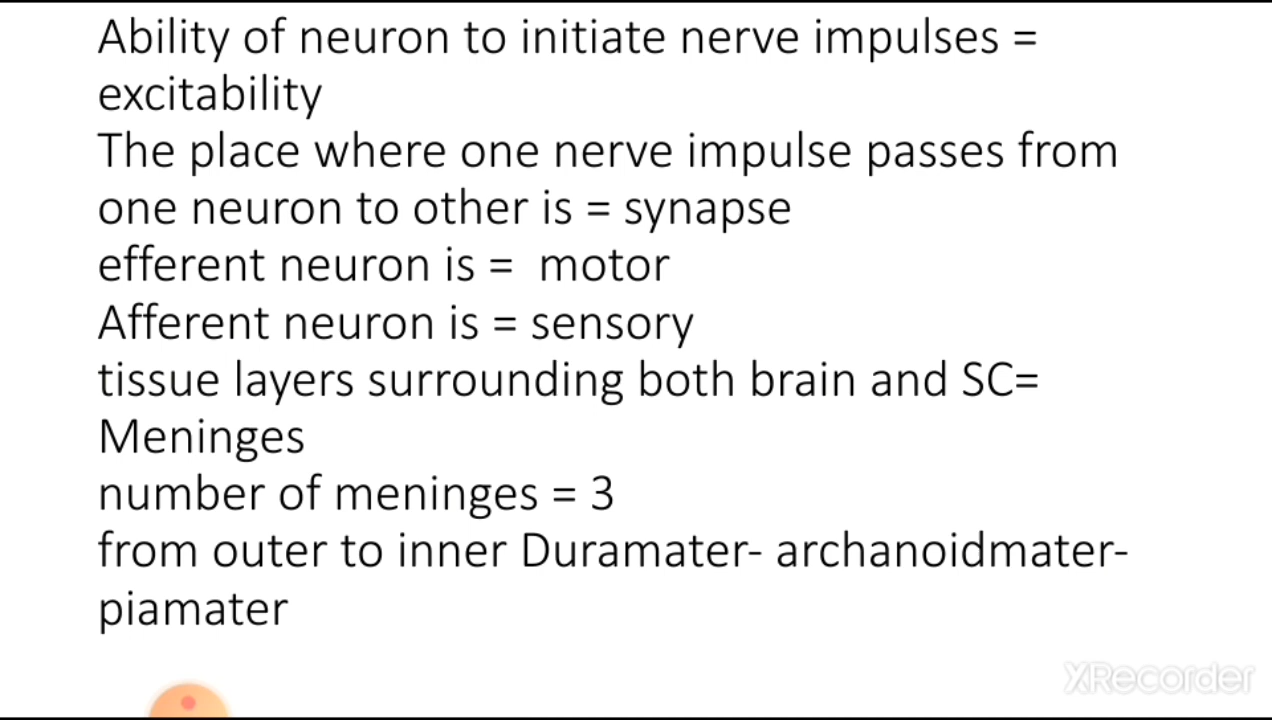 Ability of neuron to initiate nerve impulses =
excitability
The place where one nerve impulse passes from
one neuron to other is = synapse
efferent neuron is =  motor
Afferent neuron is = sensory
tissue layers surrounding both brain and SC=
Meninges
number of meninges = 3
from outer to inner Duramater- archanoidmater-
piamater
XRecorder